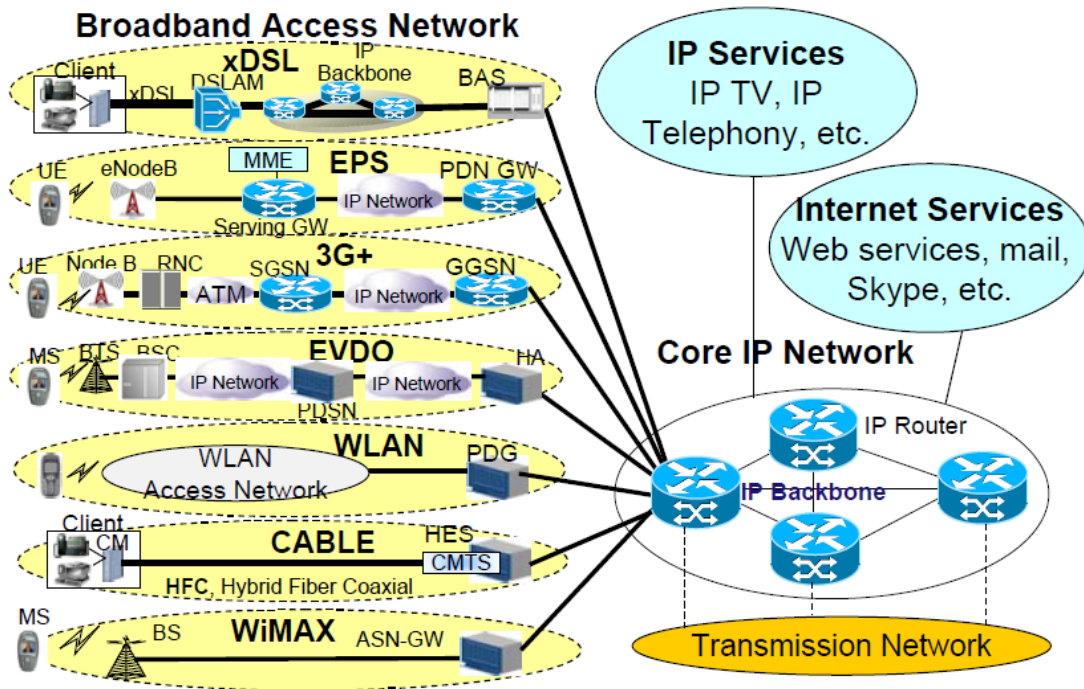 Broadband Access Network
xDSL
Client
xDSL
DSLAM
IP
Backbone
BAS
MME
EPS
UE
eNodeB
PDN GW
IP Network
Serving GW
3G+
UE
Node B
RNC
SGSN
GGSN
ATM
IP Network
EVDO
MS
BTS
BSC
HA
IP Network
IP Network
PDSN
WLAN
WLAN
Access Network
PDG
Client
CM
CABLE
HES
CMTS
HFC, Hybrid Fiber Coaxial
MS
BS
WiMAX
ASN-GW
IP Services
IP TV, IP
Telephony, etc.
Internet Services
Web services, mail,
Skype, etc.
Core IP Network
IP Router
IP Backbone
Transmission Network